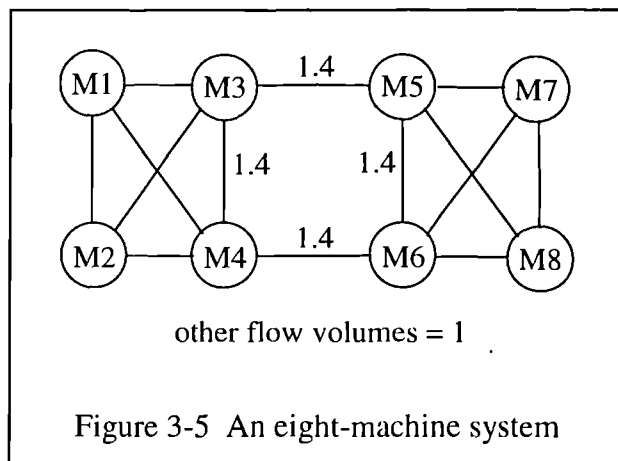 1.4
M1 M3 M5 M7
1.4 1.4
1.4
M2 M4 M6 M8
other flow volumes = 1
Figure 3-5 An eight-machine system